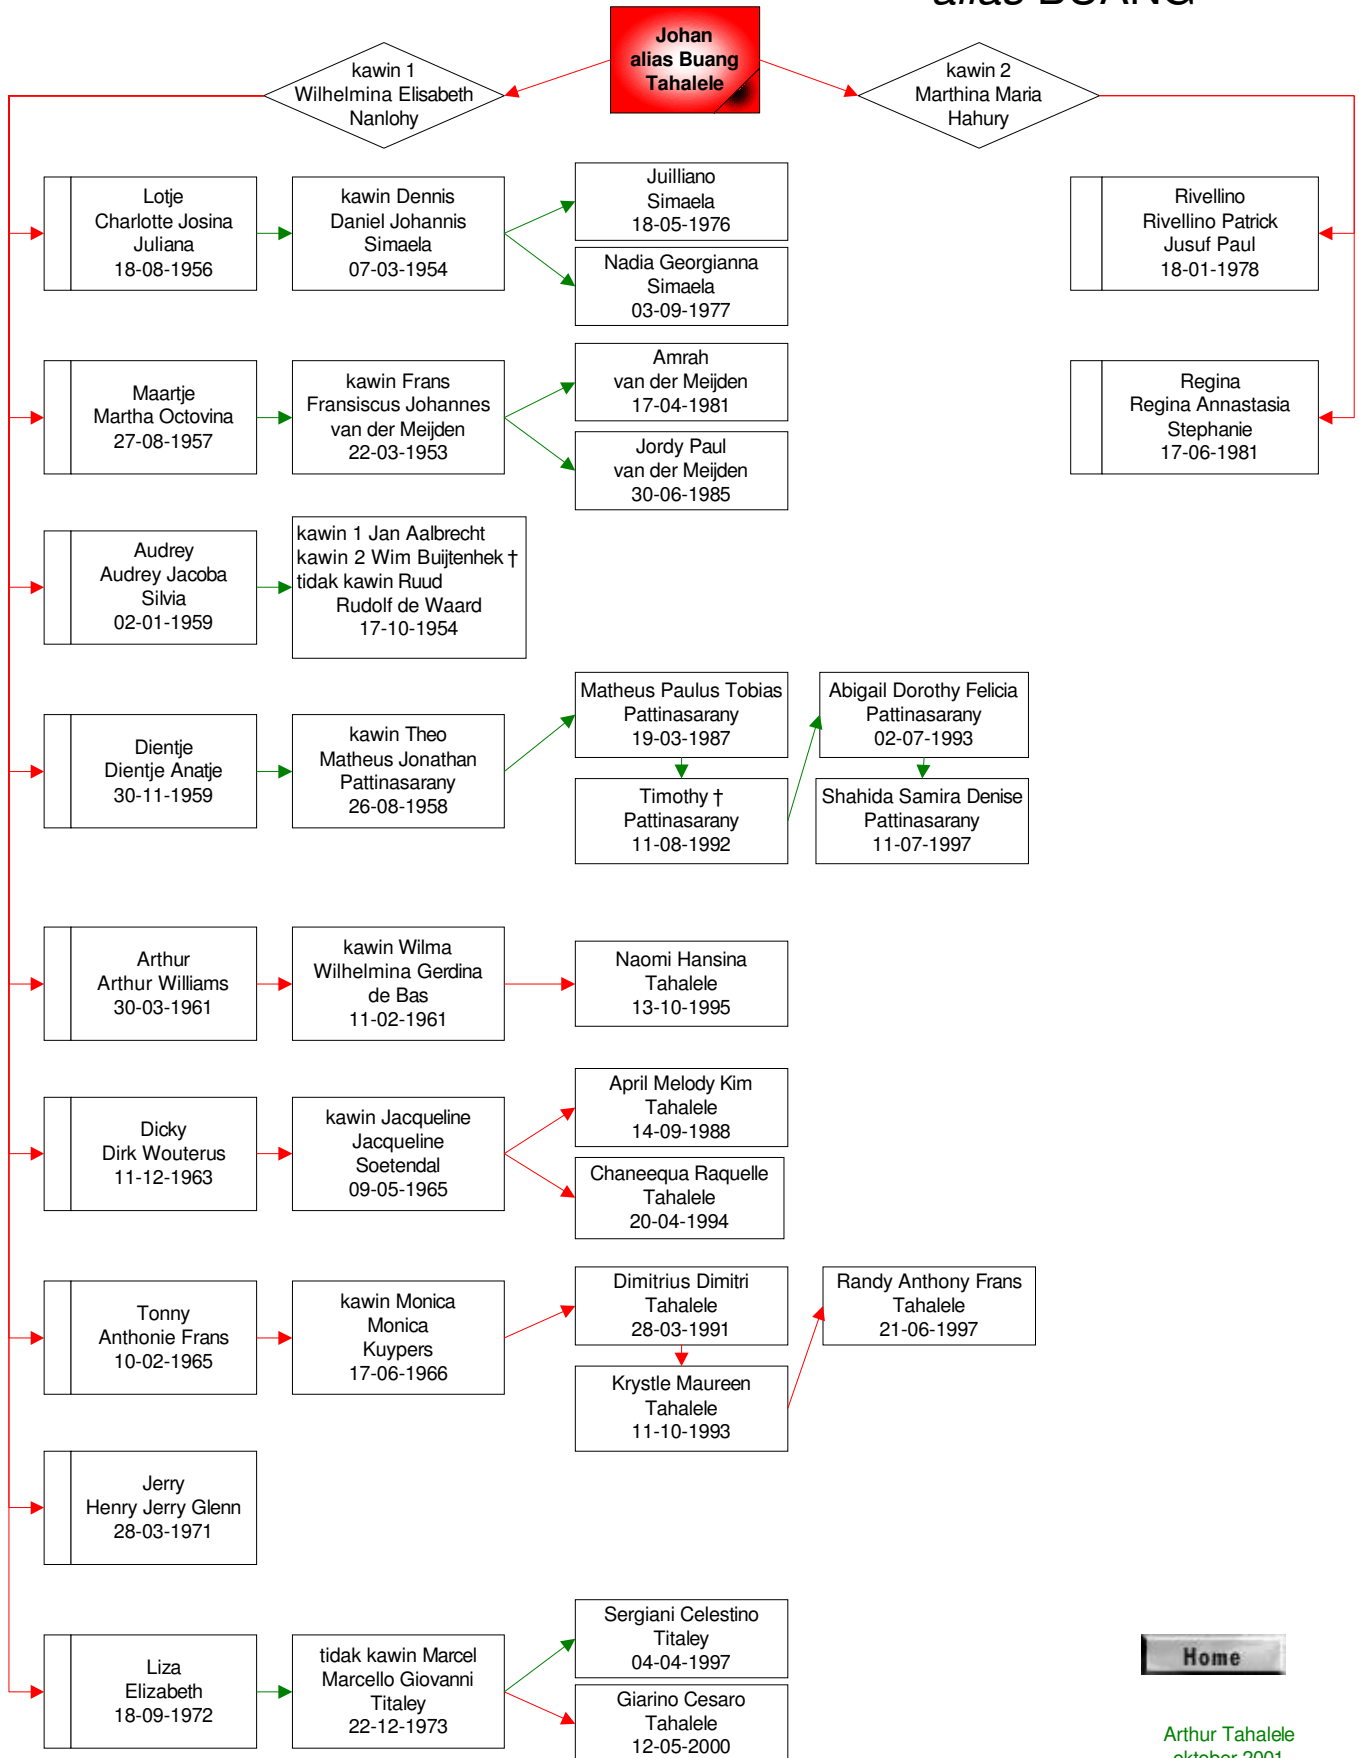 alias BUANG
Johan
alias Buang
Tahalele
kawin 1
Wilhelmina Elisabeth
Nanlohy
kawin 2
Marthina Maria
Hahury
Lotje
Charlotte Josina
Juliana
18-08-1956
kawin Dennis
Daniel Johannis
Simaela
07-03-1954
Juilliano
Simaela
18-05-1976
Nadia Georgianna
Simaela
03-09-1977
Rivellino
Rivellino Patrick
Jusuf Paul
18-01-1978
Maartje
Martha Octovina
27-08-1957
kawin Frans
Fransiscus Johannes
van der Meijden
22-03-1953
Amrah
van der Meijden
17-04-1981
Jordy Paul
van der Meijden
30-06-1985
Regina
Regina Annastasia
Stephanie
17-06-1981
Audrey
Audrey Jacoba
Silvia
02-01-1959
kawin 1 Jan Aalbrecht
kawin 2 Wim Buijtenhek †
tidak kawin Ruud
Rudolf de Waard
17-10-1954
Dientje
Dientje Anatje
30-11-1959
kawin Theo
Matheus Jonathan
Pattinasarany
26-08-1958
Matheus Paulus Tobias
Pattinasarany
19-03-1987
Timothy †
Pattinasarany
11-08-1992
Abigail Dorothy Felicia
Pattinasarany
02-07-1993
Shahida Samira Denise
Pattinasarany
11-07-1997
Arthur
Arthur Williams
30-03-1961
kawin Wilma
Wilhelmina Gerdina
de Bas
11-02-1961
Naomi Hansina
Tahalele
13-10-1995
Dicky
Dirk Wouterus
11-12-1963
kawin Jacqueline
Jacqueline
Soetendal
09-05-1965
April Melody Kim
Tahalele
14-09-1988
Chaneequa Raquelle
Tahalele
20-04-1994
Tonny
Anthonie Frans
10-02-1965
kawin Monica
Monica
Kuypers
17-06-1966
Dimitrius Dimitri
Tahalele
28-03-1991
Krystle Maureen
Tahalele
11-10-1993
Randy Anthony Frans
Tahalele
21-06-1997
Jerry
Henry Jerry Glenn
28-03-1971
Liza
Elizabeth
18-09-1972
tidak kawin Marcel
Marcello Giovanni
Titaley
22-12-1973
Sergiani Celestino
Titaley
04-04-1997
Giarino Cesaro
Tahalele
12-05-2000
Home
Arthur Tahalele
oktober 2001